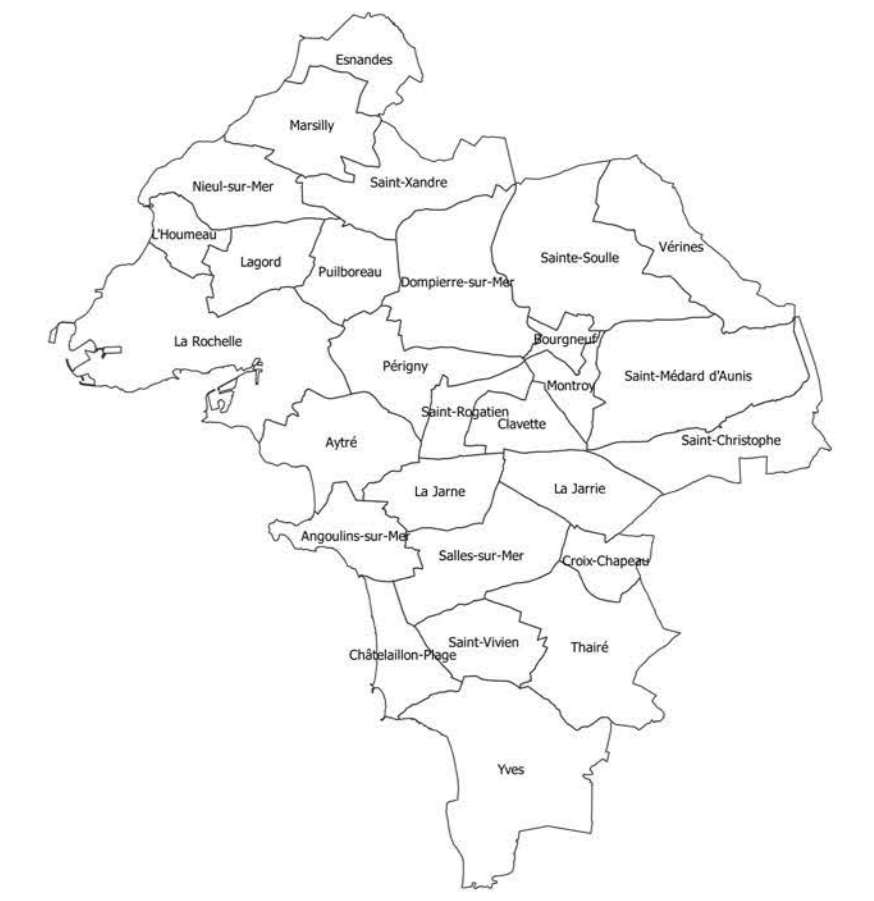 Esnandes
Marsilly
Saint-Xandre
Nieul-sur-Mer
L'Houmeau
Vérines
Sainte-Soulle
Lagord
Puilboreau
Dompierre-sur-Mer
La Rochelle
Bourgneuf
Périgny
Saint-Médard d'Aunis
Montroy
Saint-Rogatien
Clavette
Saint-Christophe
Aytré
La Jarne
La Jarrie
Angoulins-sur-Mer
Salles-sur-Mer
Croix-Chapeau
Saint-Vivien
Thairé
Châtelaillon-Plage
Yves